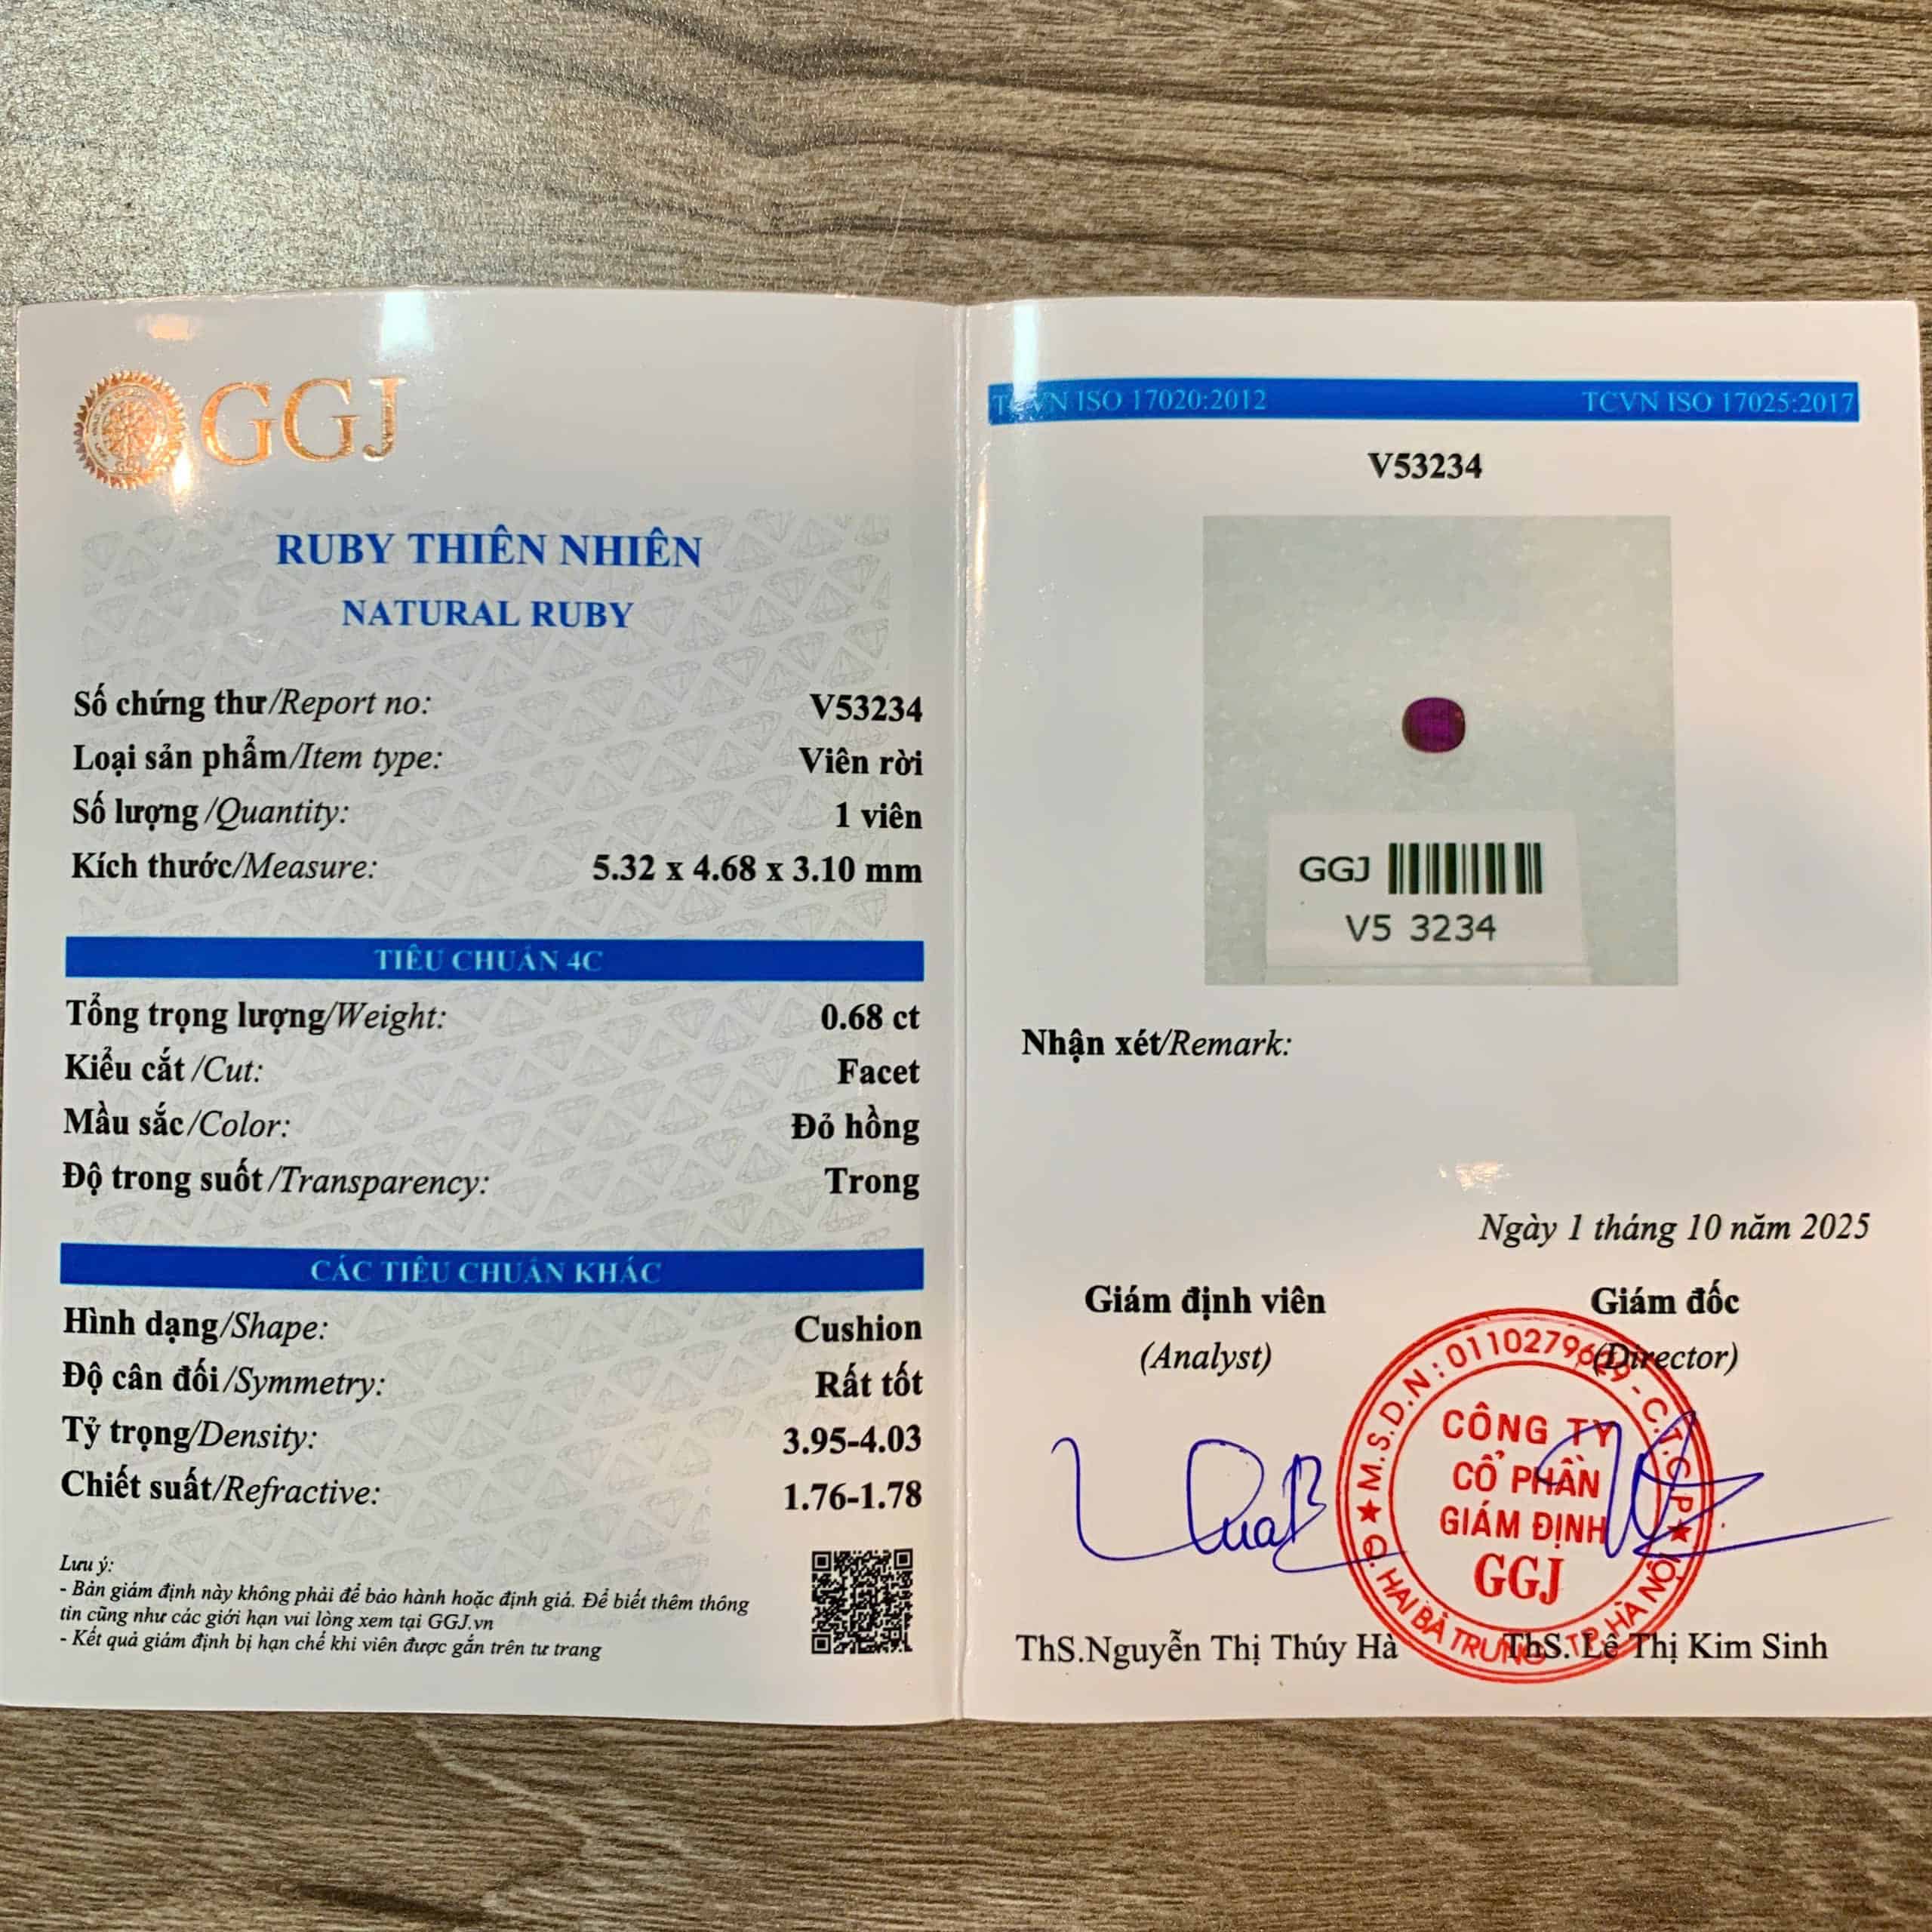 GGJ
RUBY THIÊN NHIÊN
NATURAL RUBY
Số chứng thư/Report no: V53234
Loại sản phẩm/Item type: Viên rời
Số lượng /Quantity: 1 viên
Kích thước/Measure: 5.32 x 4.68 x 3.10 mm
TIÊU CHUẨN 4C
Tổng trọng lượng/Weight: 0.68 ct
Kiểu cắt /Cut: Facet
Mầu sắc/Color: Đỏ hồng
Độ trong suốt /Transparency: Trong
CÁC TIÊU CHUẨN KHÁC
Hình dạng/Shape: Cushion
Độ cân đối/Symmetry: Rất tốt
Tỷ trọng/Density: 3.95-4.03
Chiết suất/Refractive: 1.76-1.78
Lưu ý:
- Bản giám định này không phải để bảo hành hoặc định giá. Để biết thêm thông
tin cũng như các giới hạn vui lòng xem tại GGJ.vn
- Kết quả giám định bị hạn chế khi viên được gắn trên tư trang
TCVN ISO 17020:2012 TCVN ISO 17025:2017
V53234
GGJ
V5 3234
Nhận xét/Remark:
Ngày 1 tháng 10 năm 2025
Giám định viên Giám đốc
(Analyst) (Director)
M.S.D.N: 0110279629 - C.T.C.P
CÔNG TY
CỔ PHẦN
GIÁM ĐỊNH
GGJ
Q. HAI BÀ TRƯNG - TP. HÀ NỘI
ThS.Nguyễn Thị Thúy Hà ThS. Lê Thị Kim Sinh